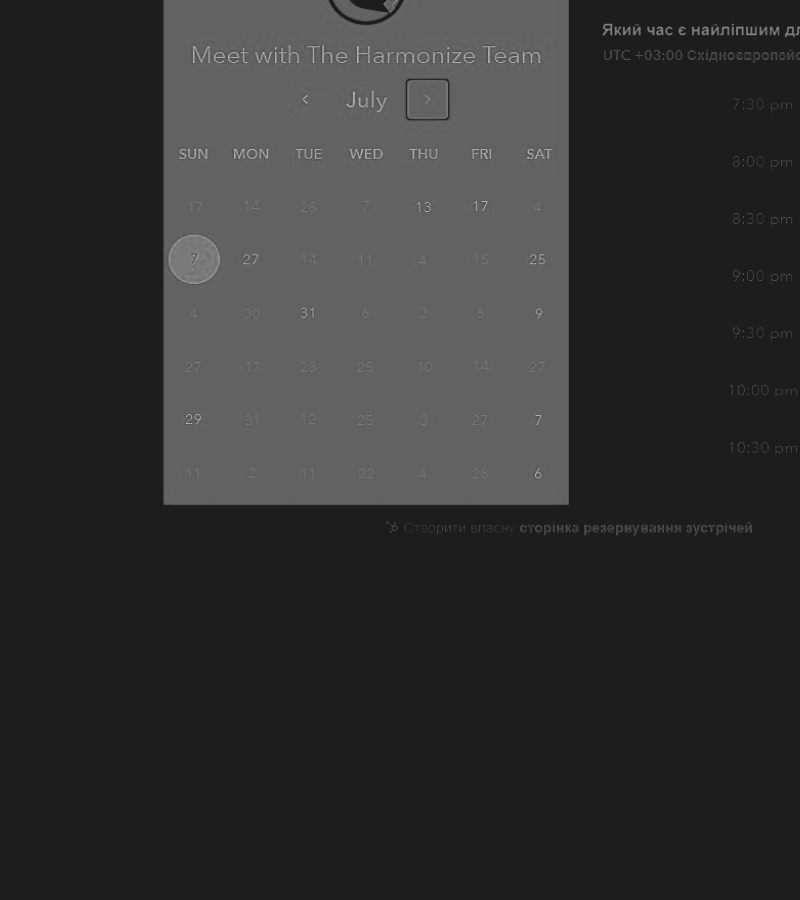 Meet with The Harmonize Team
July
SUN MON TUE WED THU FRI SAT
17 14 28 7 13 17 4
7 27 14 11 4 15 25
4 30 31 6 2 6 9
27 17 28 25 10 14 27
29 31 12 25 3 27 7
11 2 11 22 4 28 6
Який час є найліпшим дл
UTC +03:00 Східноєвропейс
7:30 pm
8:00 pm
8:30 pm
9:00 pm
9:30 pm
10:00 pm
10:30 pm
Створити власну сторінка резервування зустрічей